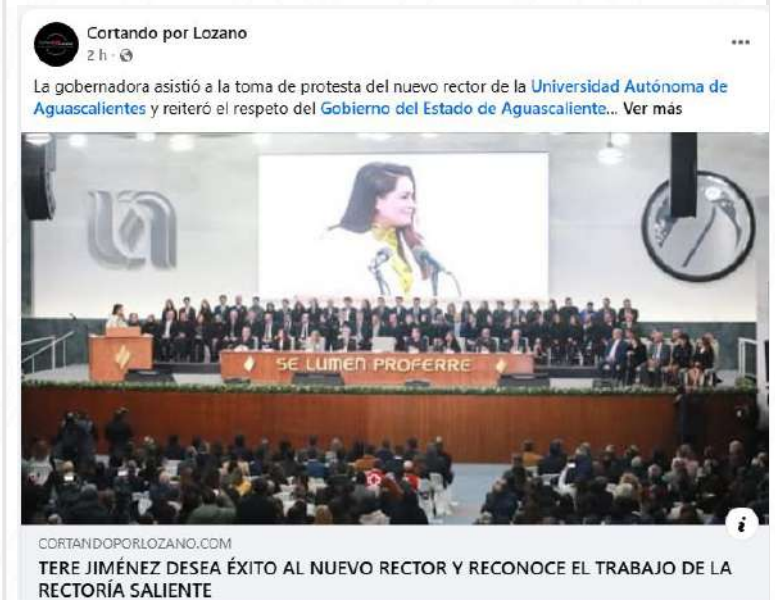 Cortando por Lozano
2 h
La gobernadora asistió a la toma de protesta del nuevo rector de la Universidad Autónoma de
Aguascalientes y reiteró el respeto del Gobierno del Estado de Aguascaliente... Ver más
SE LUMEN PROFERRE
CORTANDOPORLOZANO.COM
TERE JIMÉNEZ DESEA ÉXITO AL NUEVO RECTOR Y RECONOCE EL TRABAJO DE LA
RECTORÍA SALIENTE